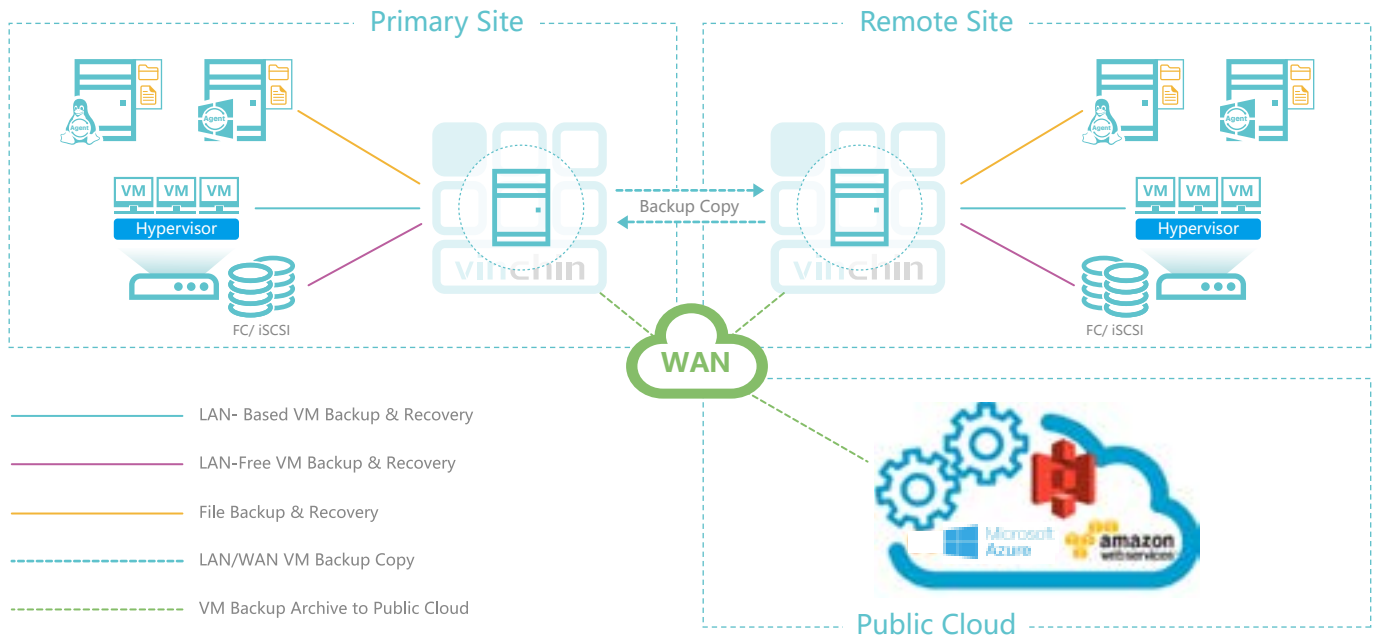 Primary Site
Remote Site
Agent
Agent
Agent
Agent
VM VM VM
Hypervisor
VM VM VM
Hypervisor
Backup Copy
vinchin
vinchin
FC/ iSCSI
FC/ iSCSI
WAN
LAN- Based VM Backup & Recovery
LAN-Free VM Backup & Recovery
File Backup & Recovery
LAN/WAN VM Backup Copy
VM Backup Archive to Public Cloud
Microsoft
Azure
amazon
webservices
Public Cloud